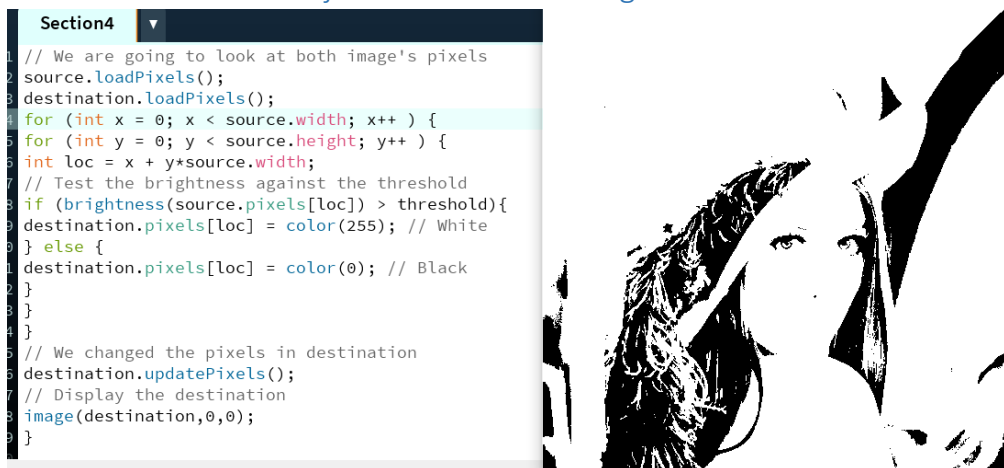 Section4 ▼
// We are going to look at both image's pixels
source.loadPixels();
destination.loadPixels();
for (int x = 0; x < source.width; x++ ) {
for (int y = 0; y < source.height; y++ ) {
int loc = x + y*source.width;
// Test the brightness against the threshold
if (brightness(source.pixels[loc]) > threshold){
destination.pixels[loc] = color(255); // White
} else {
destination.pixels[loc] = color(0); // Black
}
}
}
// We changed the pixels in destination
destination.updatePixels();
// Display the destination
image(destination,0,0);
}